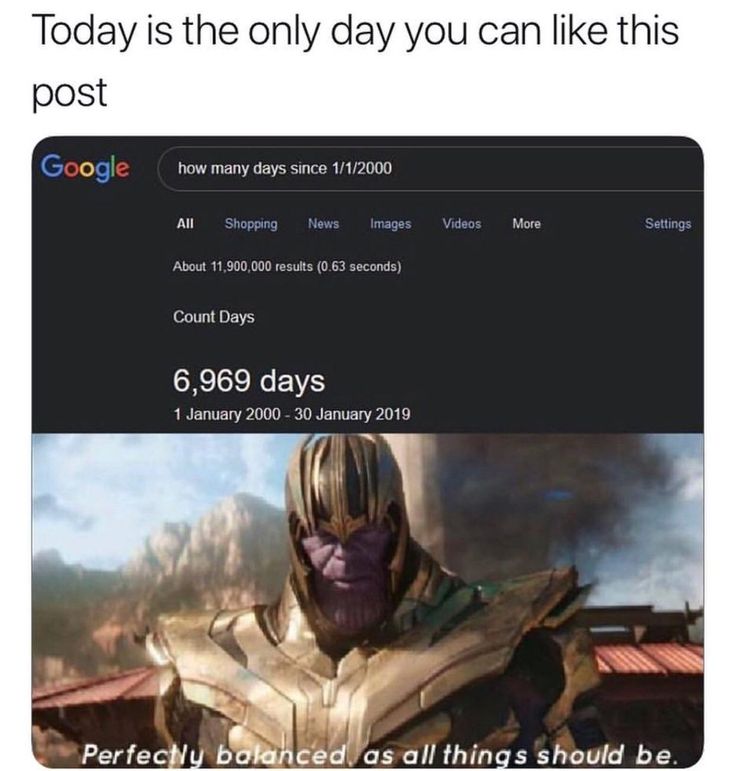 Today is the only day you can like this
post
Google how many days since 1/1/2000
All Shopping News Images Videos More Settings
About 11,900,000 results (0.63 seconds)
Count Days
6,969 days
1 January 2000 - 30 January 2019
Perfectly balanced, as all things should be.